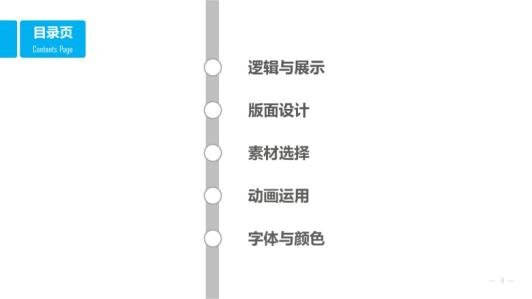 目录页
Contents Page
逻辑与展示
版面设计
素材选择
动画运用
字体与颜色
— 3 —